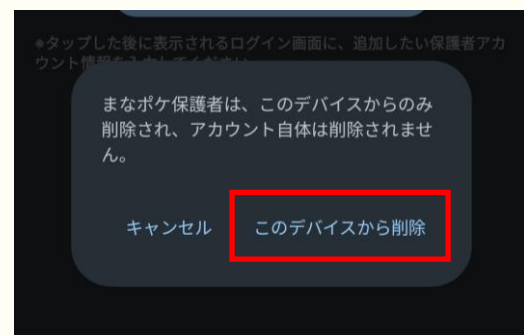 ※タップした後に表示されるログイン画面に、追加したい保護者アカ
ウント情報を入力してください
まなポケ保護者は、このデバイスからのみ
削除され、アカウント自体は削除されませ
ん。
キャンセル
このデバイスから削除